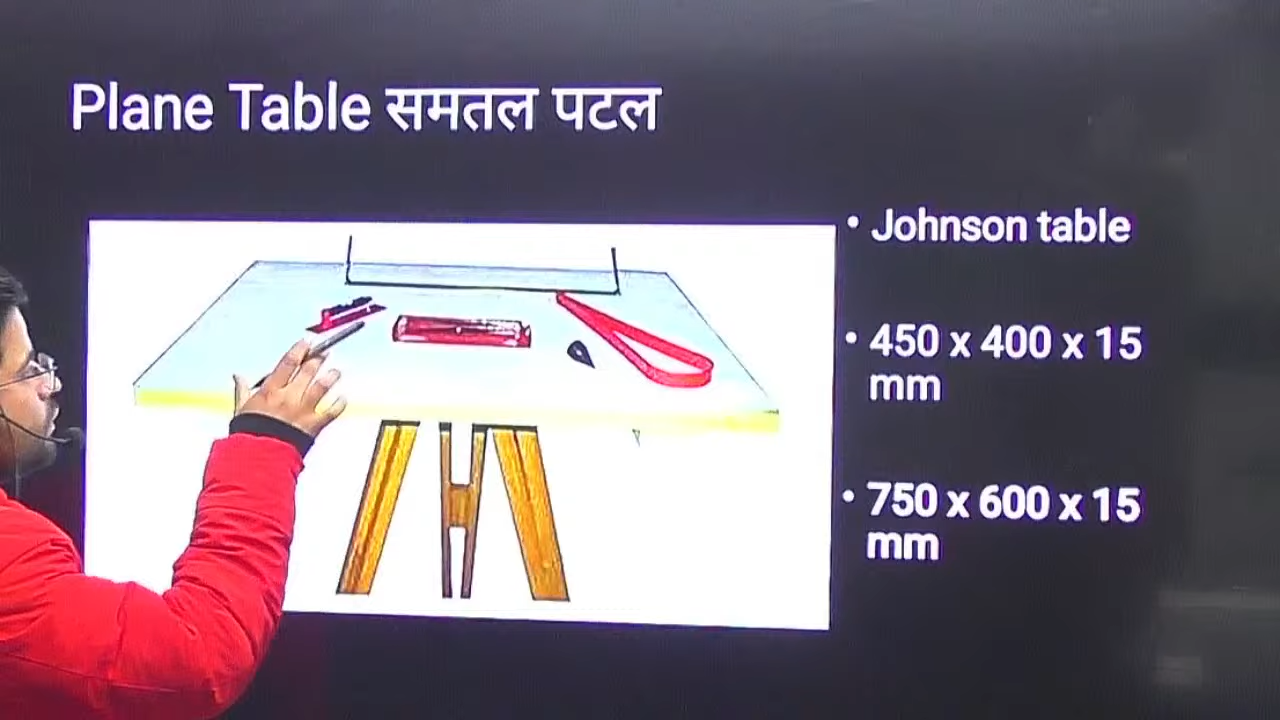 Plane Table समतल पटल
• Johnson table
• 450 x 400 x 15
mm
• 750 x 600 x 15
mm